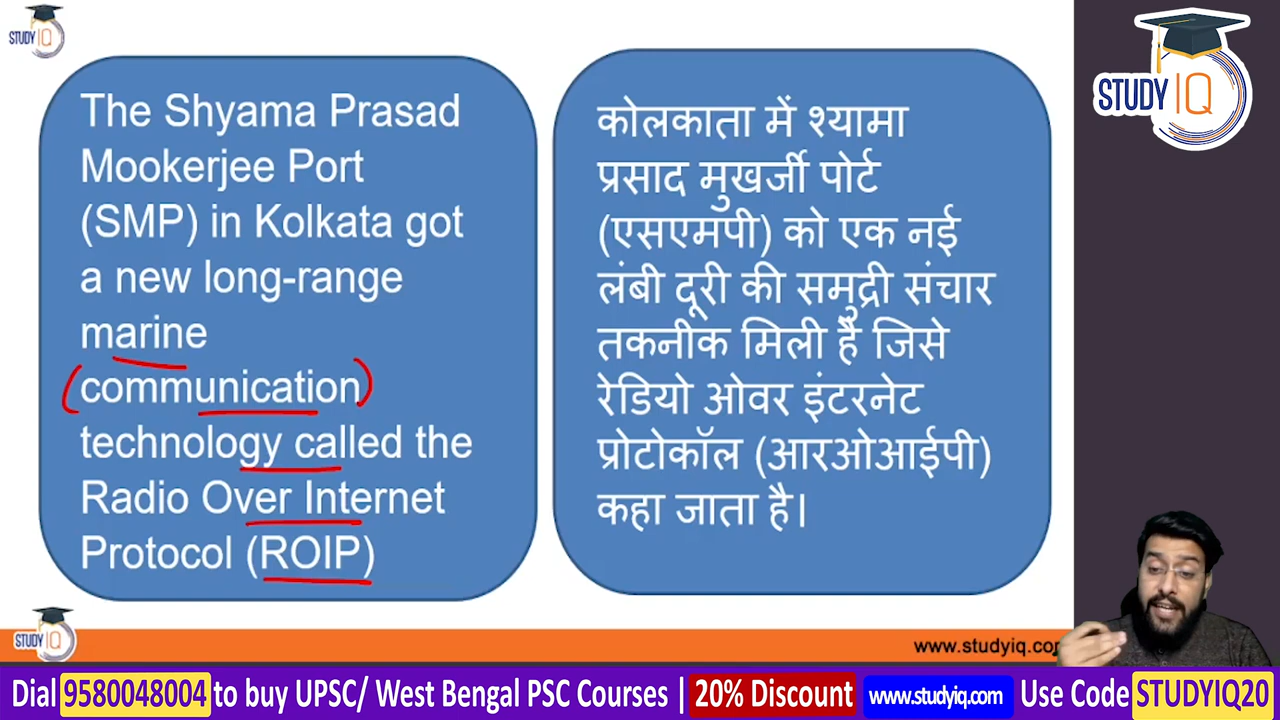 STUDY IQ
The Shyama Prasad
Mookerjee Port
(SMP) in Kolkata got
a new long-range
marine
communication
technology called the
Radio Over Internet
Protocol (ROIP)
कोलकाता में श्यामा
प्रसाद मुखर्जी पोर्ट
(एसएमपी) को एक नई
लंबी दूरी की समुद्री संचार
तकनीक मिली है जिसे
रेडियो ओवर इंटरनेट
प्रोटोकॉल (आरओआईपी)
कहा जाता है।
STUDY IQ
STUDY IQ
www.studyiq.co
Dial 9580048004 to buy UPSC/ West Bengal PSC Courses | 20% Discount www.studyiq.com Use Code STUDYIQ20